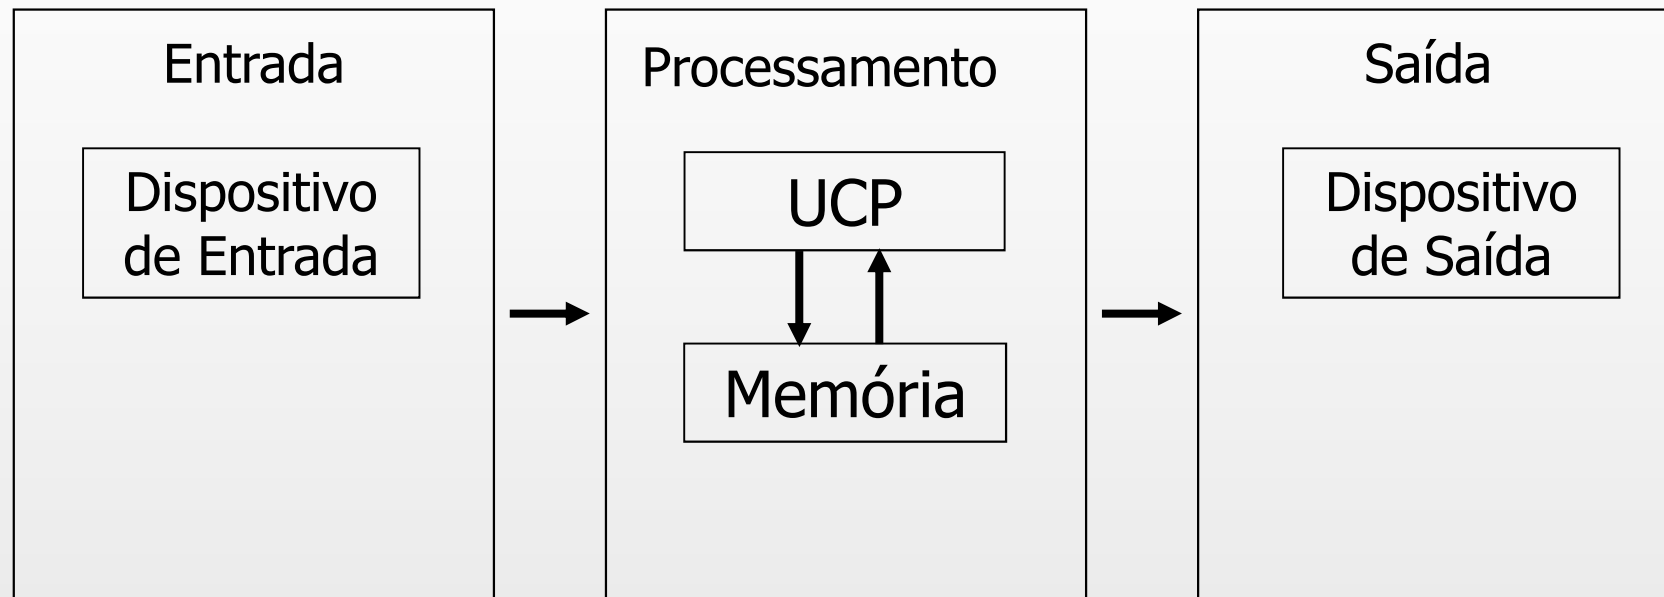 Entrada
Dispositivo
de Entrada
Processamento
UCP
Memória
Saída
Dispositivo
de Saída